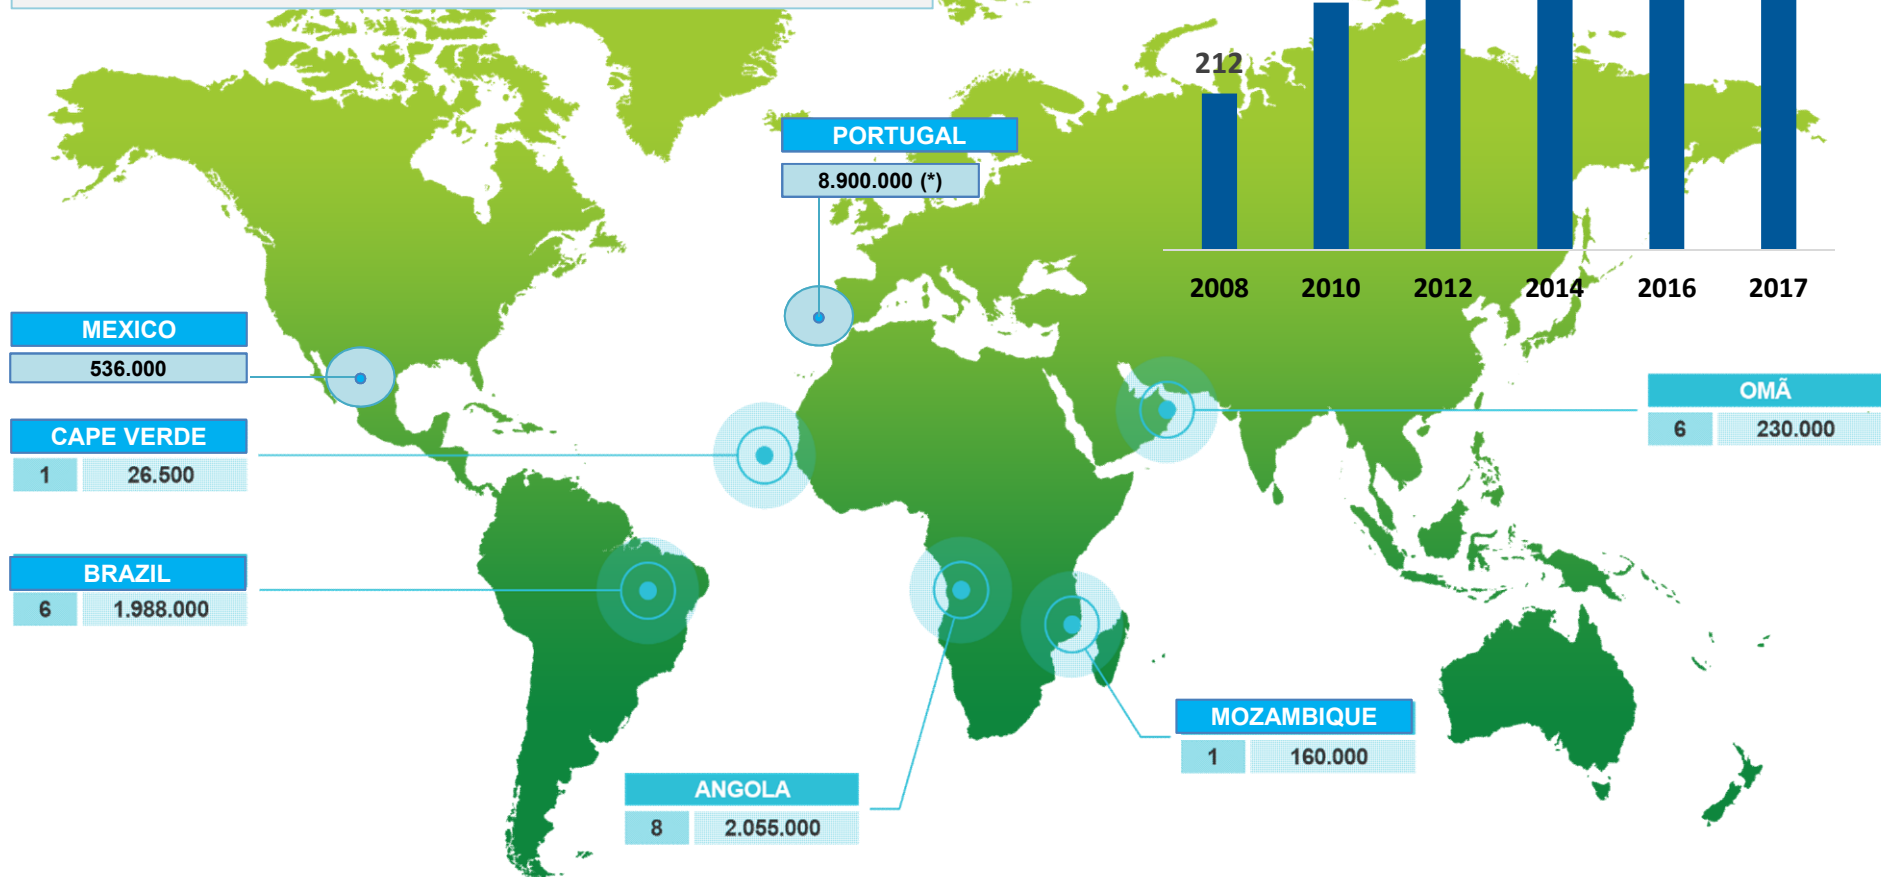 212
2008 2010 2012 2014 2016 2017
PORTUGAL
8.900.000 (*)
MEXICO
536.000
CAPE VERDE
1 26.500
BRAZIL
6 1.988.000
OMÃ
6 230.000
MOZAMBIQUE
1 160.000
ANGOLA
8 2.055.000